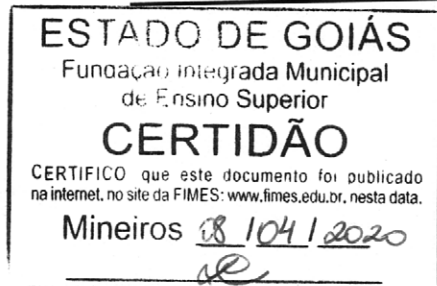 ESTADO DE GOIÁS
Fundação Integrada Municipal
de Ensino Superior
CERTIDÃO
CERTIFICO que este documento foi publicado
na internet, no site da FIMES: www.fimes.edu.br, nesta data.
Mineiros 08 / 04 / 2020